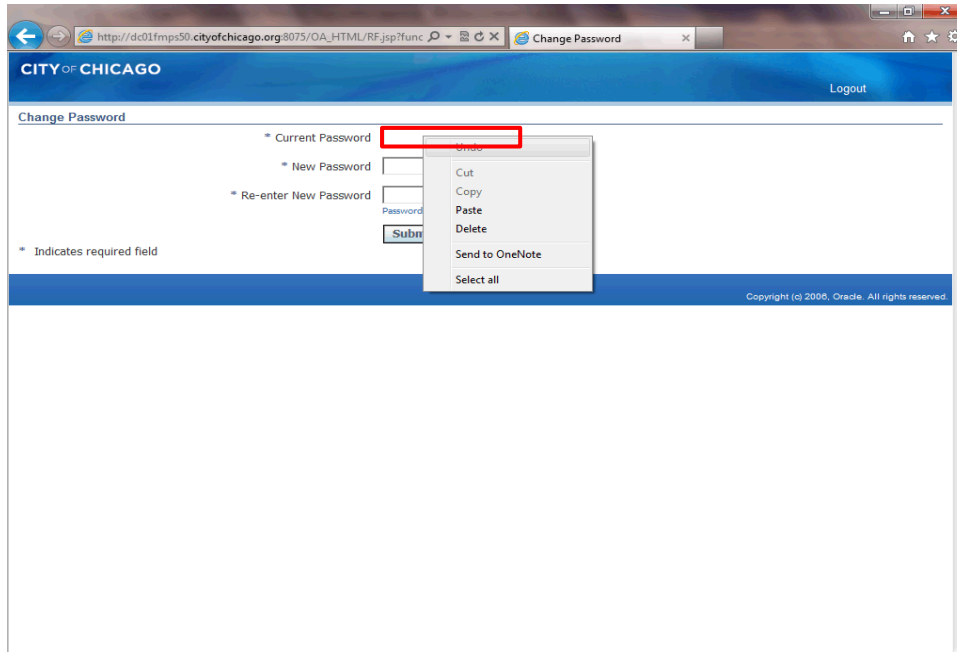 http://dc01fmps50.cityofchicago.org:8075/OA_HTML/RF.jsp?func
Change Password
CITY OF CHICAGO
Logout
Change Password
* Current Password
* New Password
* Re-enter New Password
Password
Subm
* Indicates required field
Undo
Cut
Copy
Paste
Delete
Send to OneNote
Select all
Copyright (c) 2006, Oracle. All rights reserved.